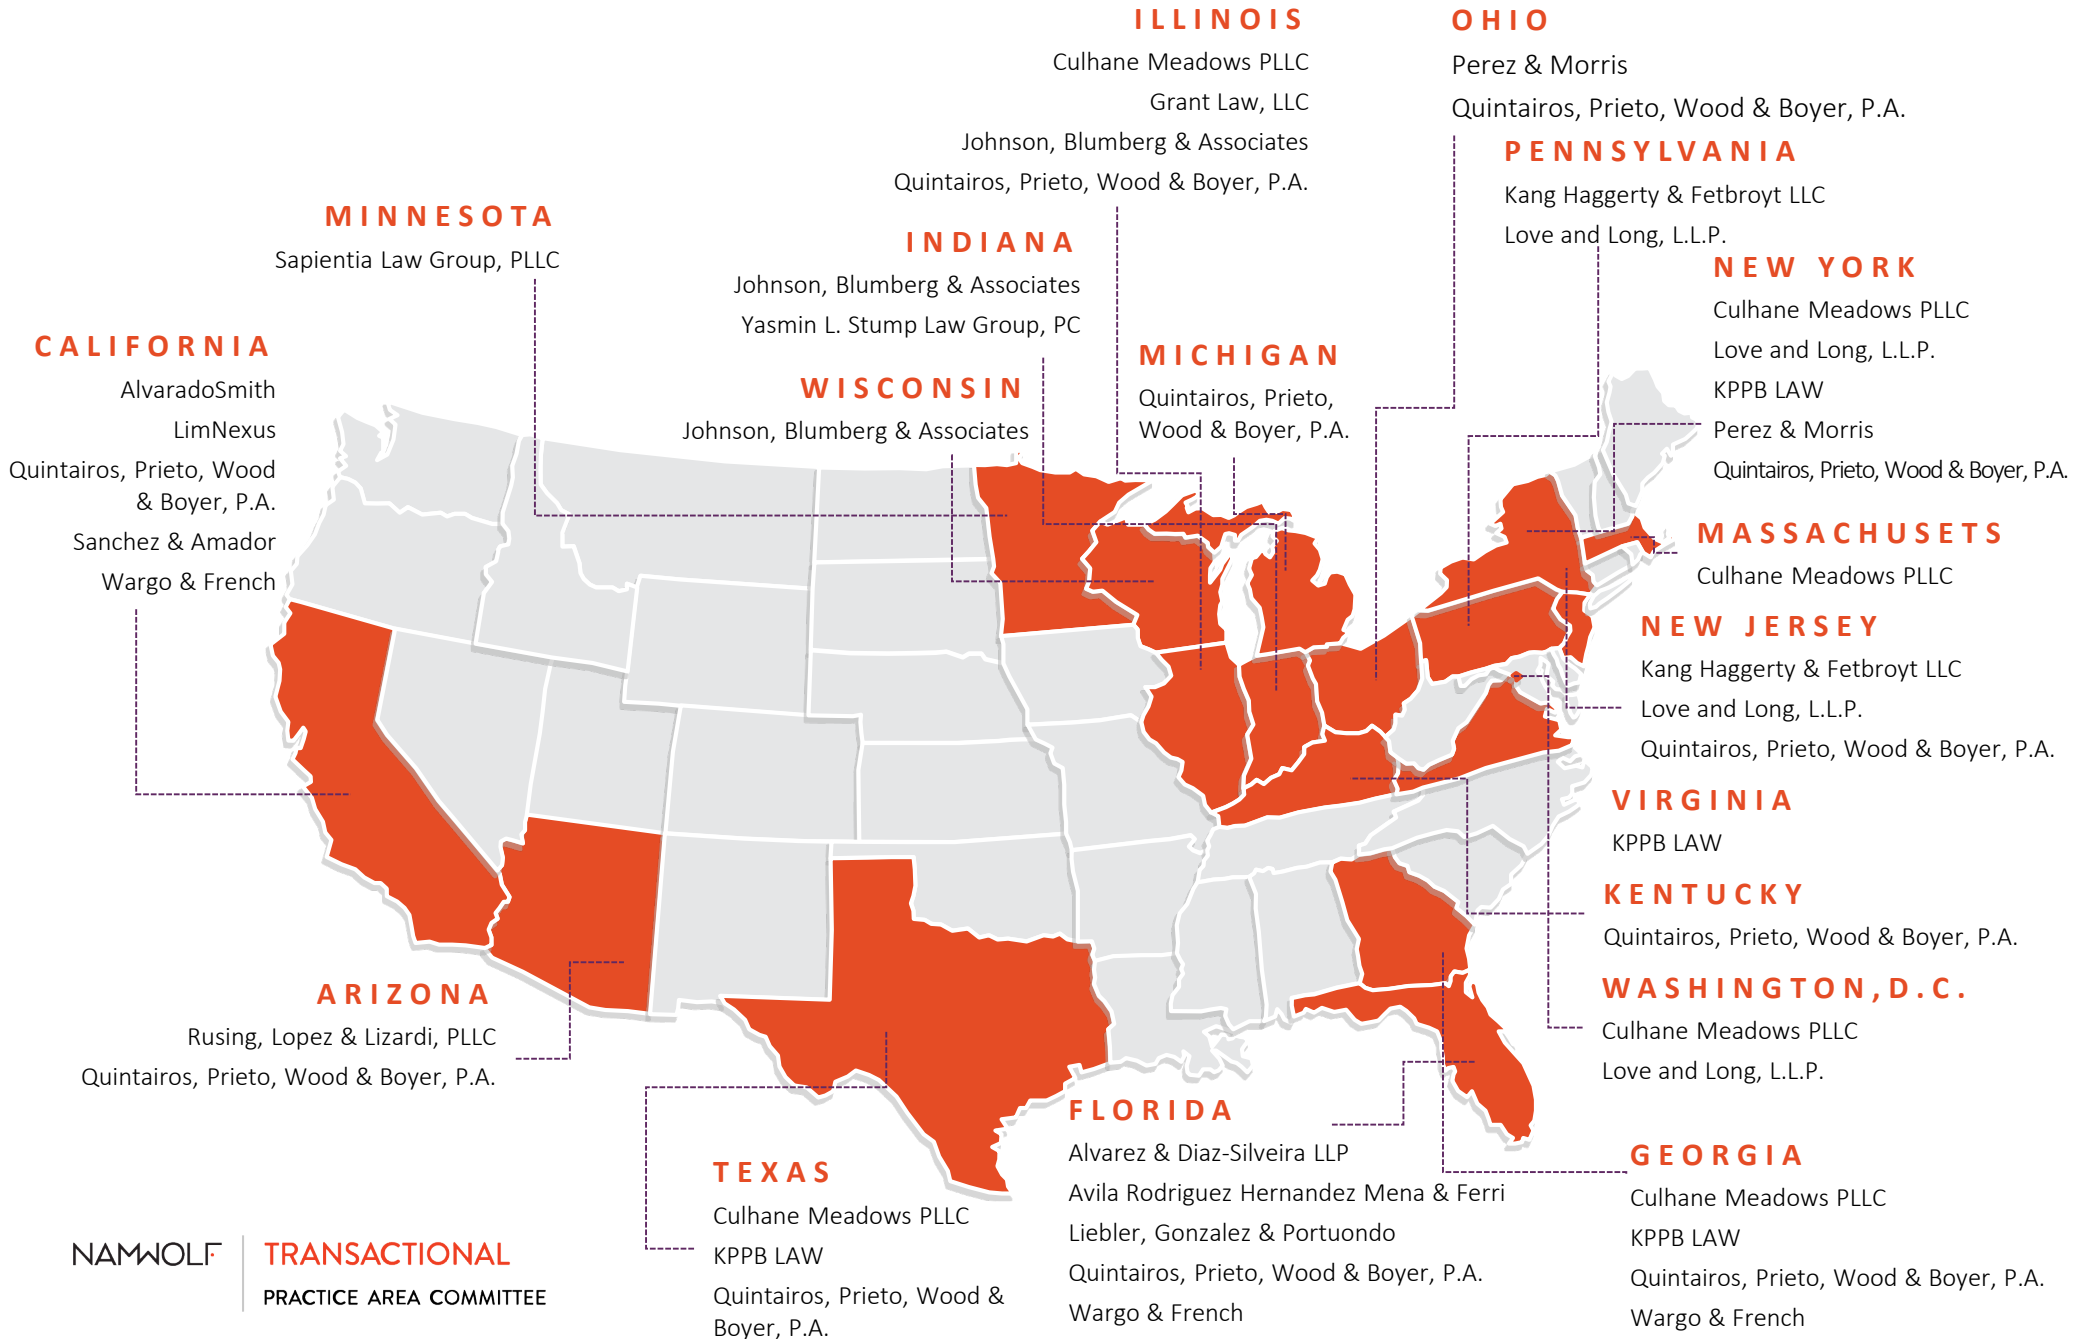 ILLINOIS
Culhane Meadows PLLC
Grant Law, LLC
Johnson, Blumberg & Associates
Quintairos, Prieto, Wood & Boyer, P.A.
OHIO
Perez & Morris
Quintairos, Prieto, Wood & Boyer, P.A.
PENNSYLVANIA
Kang Haggerty & Fetbroyt LLC
Love and Long, L.L.P.
MINNESOTA
Sapientia Law Group, PLLC
INDIANA
Johnson, Blumberg & Associates
Yasmin L. Stump Law Group, PC
NEW YORK
Culhane Meadows PLLC
Love and Long, L.L.P.
KPPB LAW
Perez & Morris
Quintairos, Prieto, Wood & Boyer, P.A.
CALIFORNIA
AlvaradoSmith
LimNexus
Quintairos, Prieto, Wood
& Boyer, P.A.
Sanchez & Amador
Wargo & French
WISCONSIN
Johnson, Blumberg & Associates
MICHIGAN
Quintairos, Prieto,
Wood & Boyer, P.A.
MASSACHUSETS
Culhane Meadows PLLC
NEW JERSEY
Kang Haggerty & Fetbroyt LLC
Love and Long, L.L.P.
Quintairos, Prieto, Wood & Boyer, P.A.
VIRGINIA
KPPB LAW
KENTUCKY
Quintairos, Prieto, Wood & Boyer, P.A.
WASHINGTON, D.C.
Culhane Meadows PLLC
Love and Long, L.L.P.
ARIZONA
Rusing, Lopez & Lizardi, PLLC
Quintairos, Prieto, Wood & Boyer, P.A.
TEXAS
Culhane Meadows PLLC
KPPB LAW
Quintairos, Prieto, Wood &
Boyer, P.A.
FLORIDA
Alvarez & Diaz-Silveira LLP
Avila Rodriguez Hernandez Mena & Ferri
Liebler, Gonzalez & Portuondo
Quintairos, Prieto, Wood & Boyer, P.A.
Wargo & French
GEORGIA
Culhane Meadows PLLC
KPPB LAW
Quintairos, Prieto, Wood & Boyer, P.A.
Wargo & French
NAMWOLF
TRANSACTIONAL
PRACTICE AREA COMMITTEE